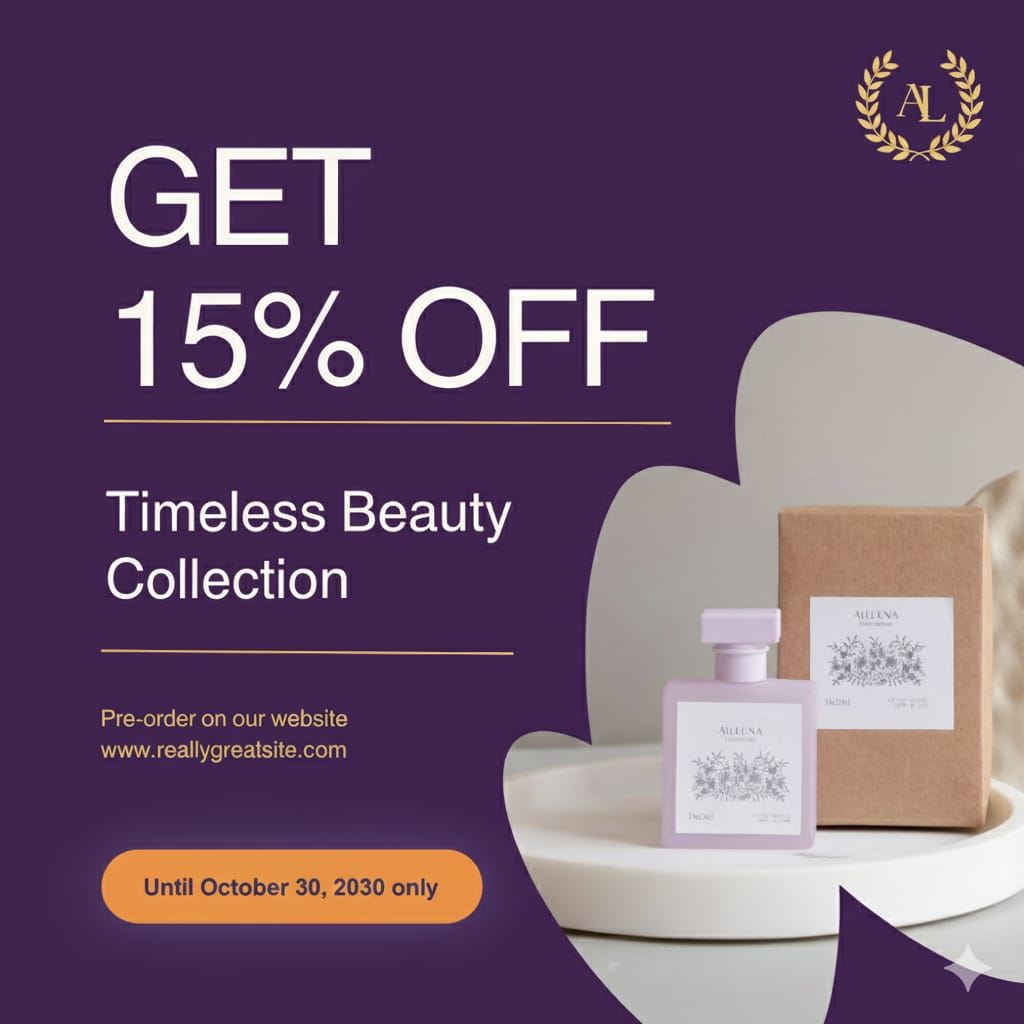 AL
GET
15% OFF
Timeless Beauty
Collection
Pre-order on our website
www.reallygreatsite.com
Until October 30, 2030 only